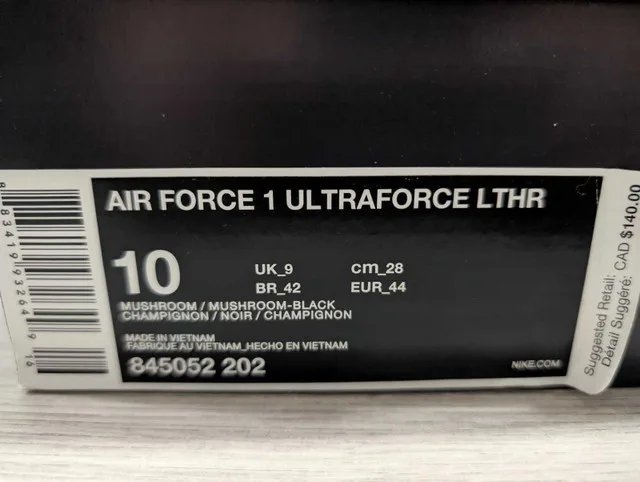 AIR FORCE 1 ULTRAFORCE LTHR
10
UK_9
cm_28
BR_42
EUR_44
MUSHROOM / MUSHROOM-BLACK
CHAMPIGNON / NOIR / CHAMPIGNON
MADE IN VIETNAM
FABRIQUE AU VIETNAM_HECHO EN VIETNAM
845052 202
NIKE.COM
Suggested Retail:
Détail Suggéré: CAD $140.00